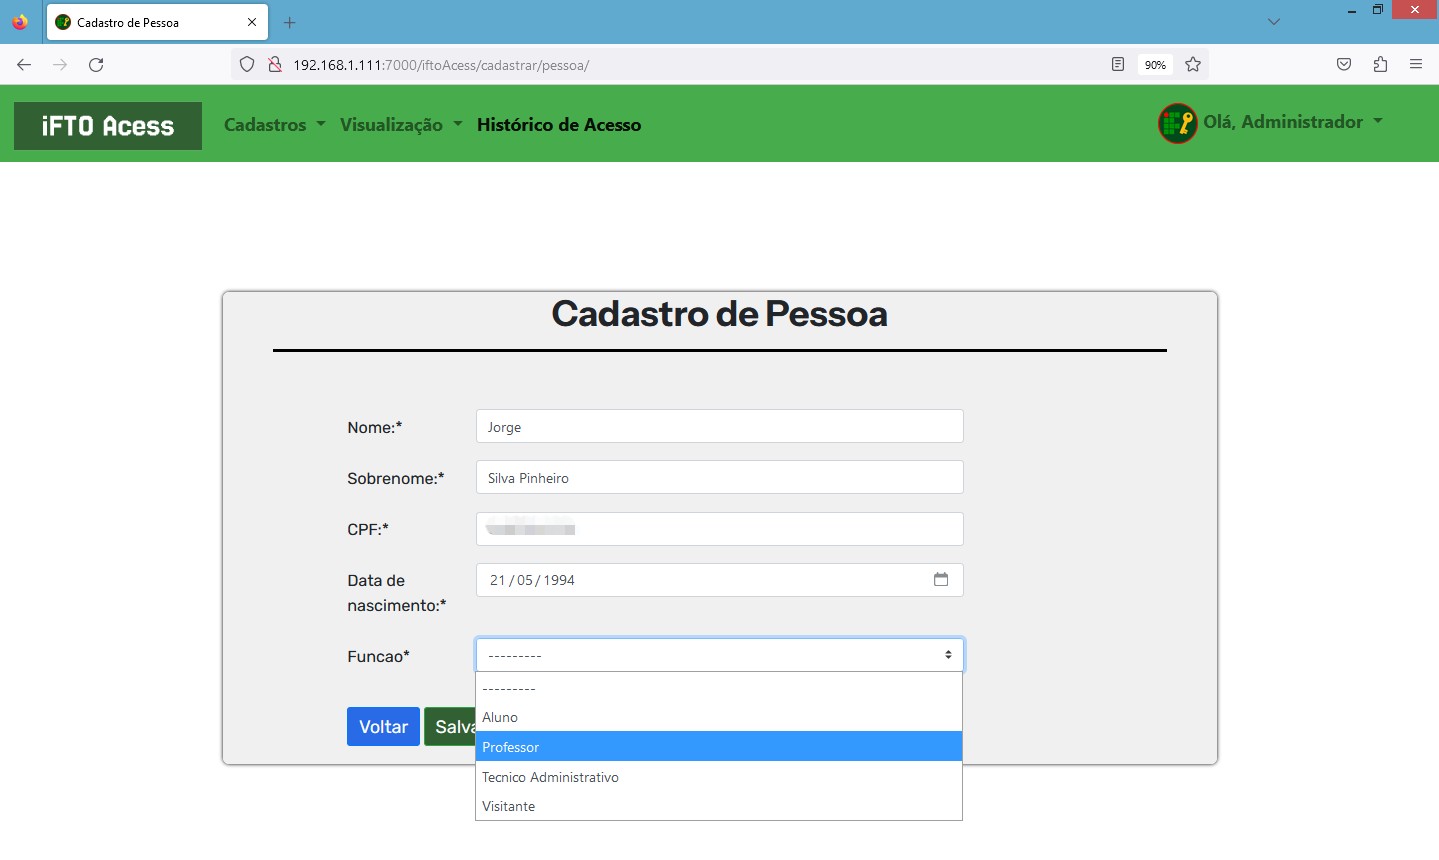 Cadastro de Pessoa
192.168.1.111:7000/iftoAcess/cadastrar/pessoa/
90%
iFTO Acess
Cadastros
Visualização
Histórico de Acesso
Olá, Administrador
Cadastro de Pessoa
Nome:*
Jorge
Sobrenome:*
Silva Pinheiro
CPF:*
Data de
nascimento:*
21 / 05 / 1994
Funcao*
---------
---------
Aluno
Professor
Tecnico Administrativo
Visitante
Voltar
Salva